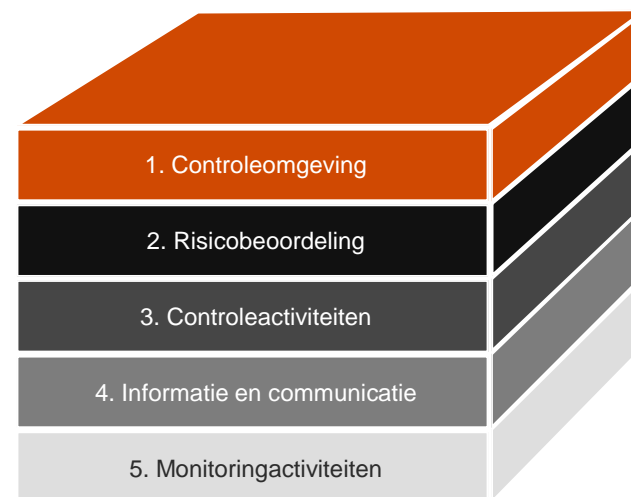 1. Controleomgeving
2. Risicobeoordeling
3. Controleactiviteiten
4. Informatie en communicatie
5. Monitoringactiviteiten